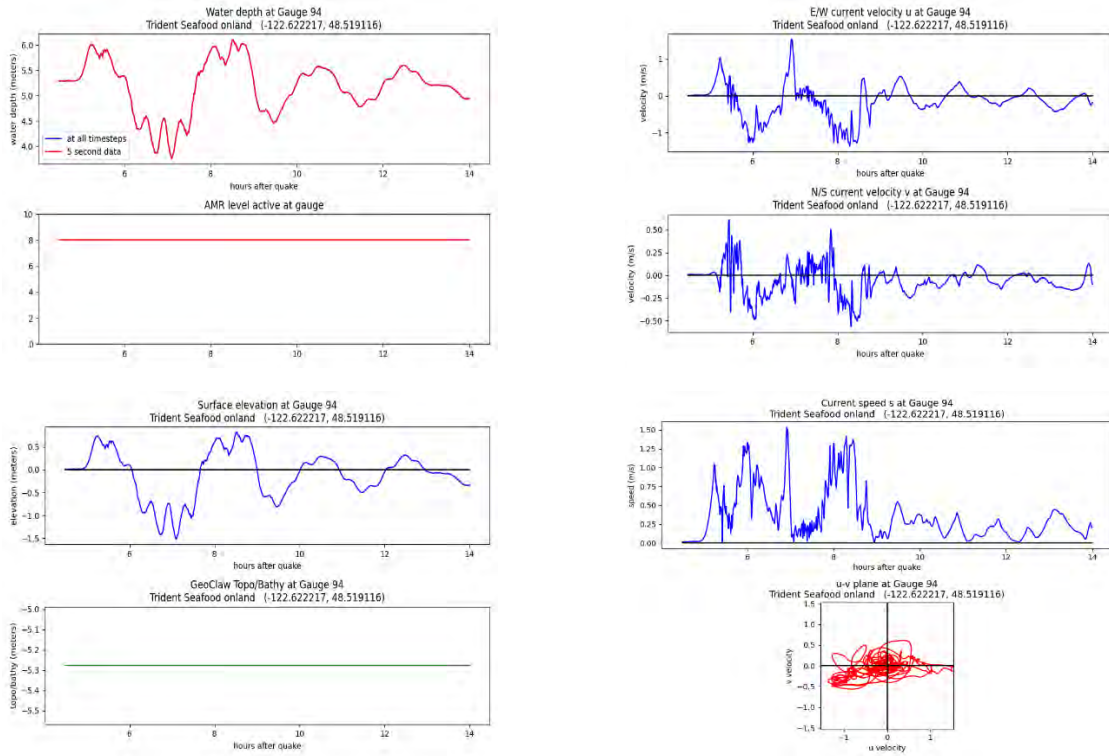 Water depth at Gauge 94
Trident Seafood onland (-122.622217, 48.519116)
water depth (meters)
6.0
5.5
5.0
4.5
4.0
at all timesteps
5 second data
6 8 10 12 14
hours after quake
AMR level active at gauge
10
8
6
4
2
0
6 8 10 12 14
Surface elevation at Gauge 94
Trident Seafood onland (-122.622217, 48.519116)
elevation (meters)
0.5
0.0
−0.5
−1.0
−1.5
6 8 10 12 14
hours after quake
GeoClaw Topo/Bathy at Gauge 94
Trident Seafood onland (-122.622217, 48.519116)
topo/bathy (meters)
−5.0
−5.1
−5.2
−5.3
−5.4
−5.5
6 8 10 12 14
hours after quake
E/W current velocity u at Gauge 94
Trident Seafood onland (-122.622217, 48.519116)
velocity (m/s)
1
0
−1
6 8 10 12 14
hours after quake
N/S current velocity v at Gauge 94
Trident Seafood onland (-122.622217, 48.519116)
velocity (m/s)
0.50
0.25
0.00
−0.25
−0.50
6 8 10 12 14
hours after quake
Current speed s at Gauge 94
Trident Seafood onland (-122.622217, 48.519116)
speed (m/s)
1.50
1.25
1.00
0.75
0.50
0.25
0.00
6 8 10 12 14
hours after quake
u-v plane at Gauge 94
Trident Seafood onland (-122.622217, 48.519116)
v velocity
1.5
1.0
0.5
0.0
−0.5
−1.0
−1.5
−1 0 1
u velocity